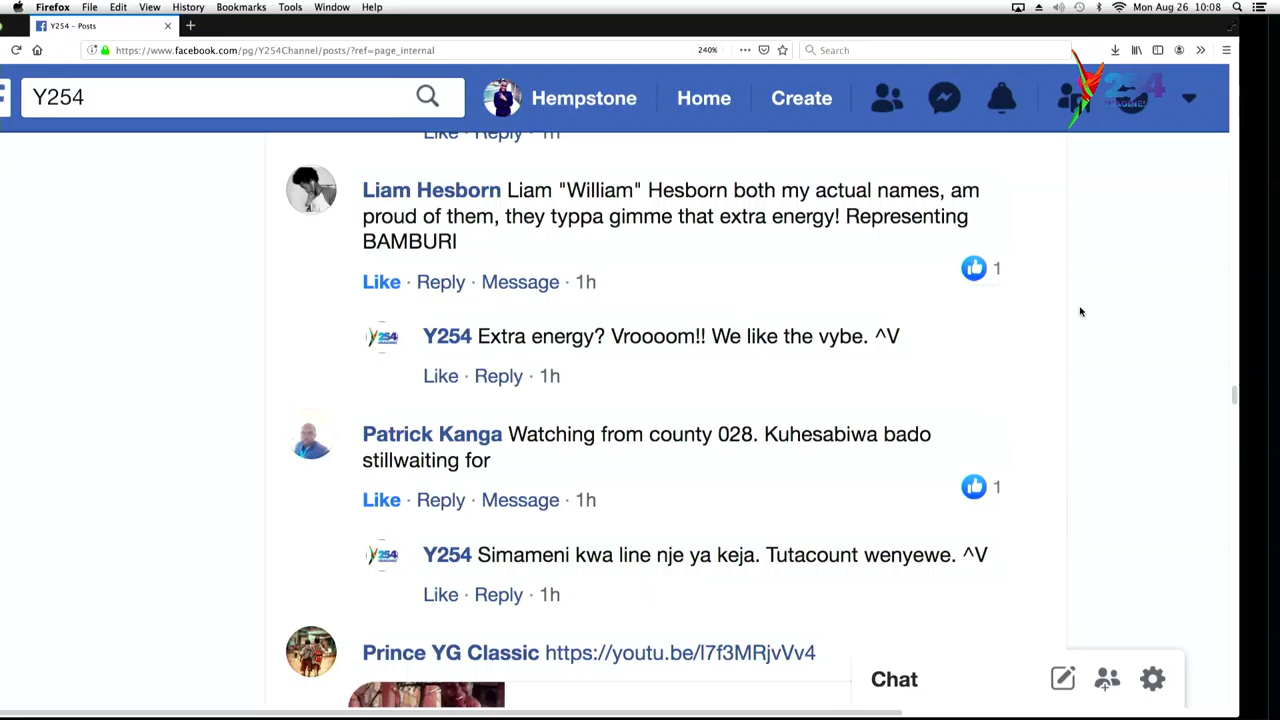 Firefox File Edit View History Bookmarks Tools Window Help Mon Aug 26 10:08
Y254 - Posts
https://www.facebook.com/pg/Y254Channel/posts/?ref=page_internal 240% Search
Y254 Hempstone Home Create
Like · Reply · 1h
Liam Hesborn Liam "William" Hesborn both my actual names, am
proud of them, they typpa gimme that extra energy! Representing
BAMBURI
1
Like · Reply · Message · 1h
Y254 Extra energy? Vroooom!! We like the vybe. ^V
Like · Reply · 1h
Patrick Kanga Watching from county 028. Kuhesabiwa bado
stillwaiting for
1
Like · Reply · Message · 1h
Y254 Simameni kwa line nje ya keja. Tutacount wenyewe. ^V
Like · Reply · 1h
Prince YG Classic https://youtu.be/l7f3MRjvVv4
Chat